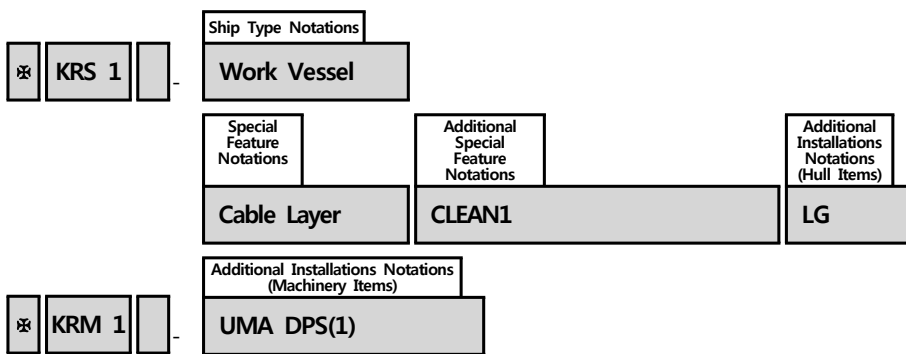 Ship Type Notations
✠ KRS 1 - Work Vessel
Special
Feature
Notations
Additional
Special
Feature
Notations
Additional
Installations
Notations
(Hull Items)
Cable Layer CLEAN1 LG
Additional Installations Notations
(Machinery Items)
✠ KRM 1 - UMA DPS(1)